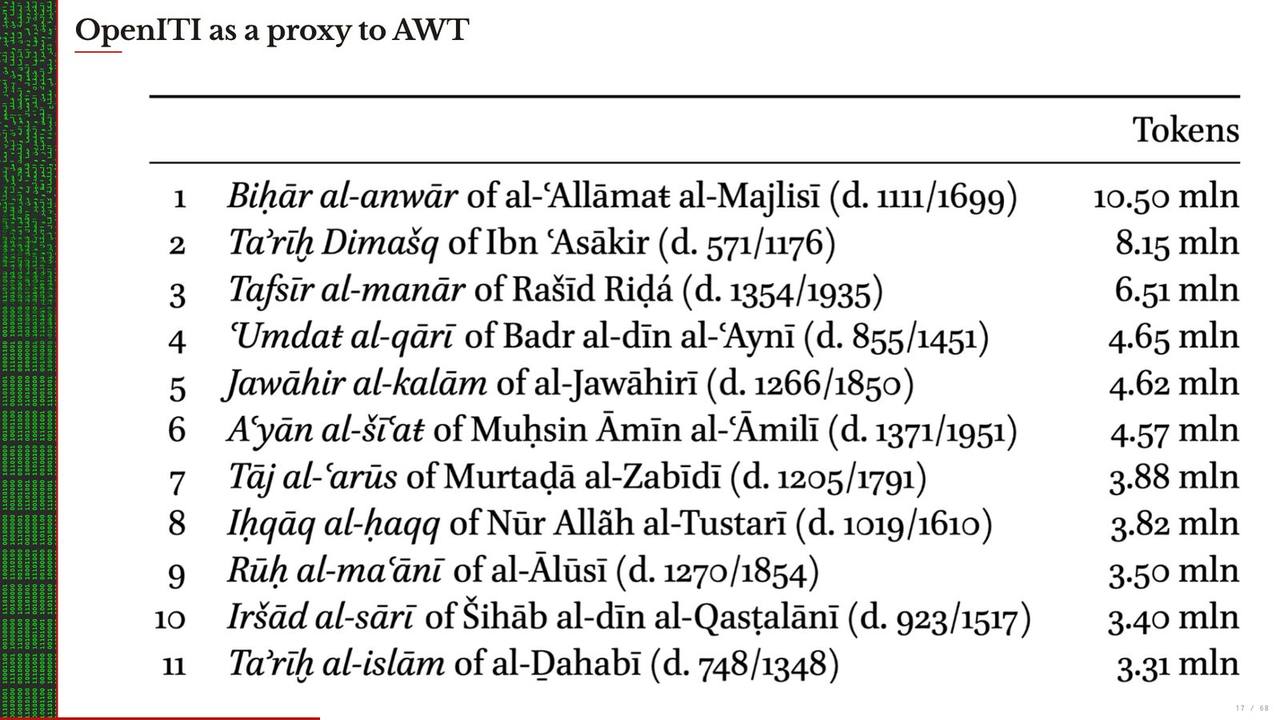 OpenITI as a proxy to AWT
Tokens
1 Biḥār al-anwār of al-ʿAllāmaŧ al-Majlisī (d. 1111/1699) 10.50 mln
2 Taʾrīḫ Dimašq of Ibn ʿAsākir (d. 571/1176) 8.15 mln
3 Tafsīr al-manār of Rašīd Riḍá (d. 1354/1935) 6.51 mln
4 ʿUmdaŧ al-qārī of Badr al-dīn al-ʿAynī (d. 855/1451) 4.65 mln
5 Jawāhir al-kalām of al-Jawāhirī (d. 1266/1850) 4.62 mln
6 Aʿyān al-šīʿaŧ of Muḥsin Āmīn al-ʿĀmilī (d. 1371/1951) 4.57 mln
7 Tāj al-ʿarūs of Murtaḍā al-Zabīdī (d. 1205/1791) 3.88 mln
8 Iḥqāq al-ḥaqq of Nūr Allãh al-Tustarī (d. 1019/1610) 3.82 mln
9 Rūḥ al-maʿānī of al-Ālūsī (d. 1270/1854) 3.50 mln
10 Iršād al-sārī of Šihāb al-dīn al-Qasṭalānī (d. 923/1517) 3.40 mln
11 Taʾrīḫ al-islām of al-Ḏahabī (d. 748/1348) 3.31 mln
17 / 68